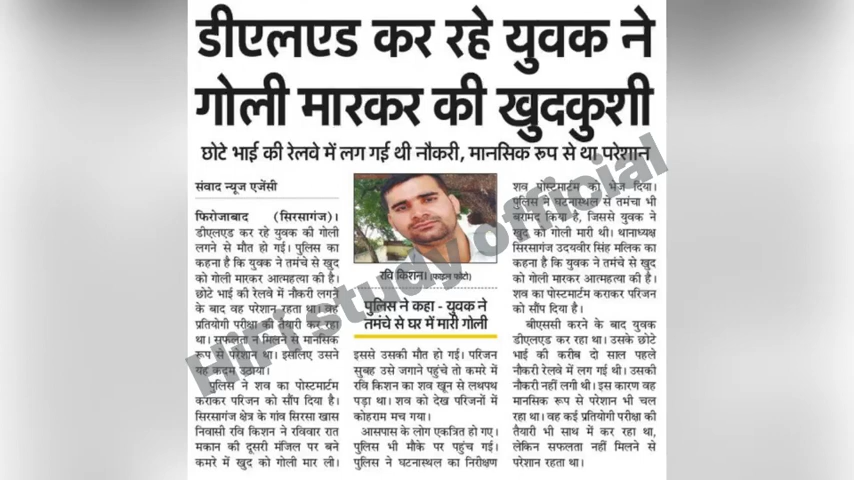 डीएलएड कर रहे युवक ने
गोली मारकर की खुदकुशी
छोटे भाई की रेलवे में लग गई थी नौकरी, मानसिक रूप से था परेशान
संवाद न्यूज एजेंसी
फिरोजाबाद (सिरसागंज)।
डीएलएड कर रहे युवक की गोली
लगने से मौत हो गई। पुलिस का
कहना है कि युवक ने तमंचे से खुद
को गोली मारकर आत्महत्या की है।
छोटे भाई की रेलवे में नौकरी लगने
के बाद वह परेशान रहता था। वह
प्रतियोगी परीक्षा की तैयारी कर रहा
था। सफलता न मिलने से मानसिक
रूप से परेशान था। इसलिए उसने
यह कदम उठाया।
पुलिस ने शव का पोस्टमार्टम
कराकर परिजन को सौंप दिया है।
सिरसागंज क्षेत्र के गांव सिरसा खास
निवासी रवि किशन ने रविवार रात
मकान की दूसरी मंजिल पर बने
कमरे में खुद को गोली मार ली।
रवि किशन। (फाइल फोटो)
पुलिस ने कहा - युवक ने
तमंचे से घर में मारी गोली
इससे उसकी मौत हो गई। परिजन
सुबह उसे जगाने पहुंचे तो कमरे में
रवि किशन का शव खून से लथपथ
पड़ा था। शव को देख परिजनों में
कोहराम मच गया।
आसपास के लोग एकत्रित हो गए।
पुलिस भी मौके पर पहुंच गई।
पुलिस ने घटनास्थल का निरीक्षण
शव पोस्टमार्टम को भेज दिया।
पुलिस ने घटनास्थल से तमंचा भी
बरामद किया है, जिससे युवक ने
खुद को गोली मारी थी। थानाध्यक्ष
सिरसागंज उदयवीर सिंह मलिक का
कहना है कि युवक ने तमंचे से खुद
को गोली मारकर आत्महत्या की है।
शव का पोस्टमार्टम कराकर परिजन
को सौंप दिया है।
बीएससी करने के बाद युवक
डीएलएड कर रहा था। उसके छोटे
भाई की करीब दो साल पहले
नौकरी रेलवे में लग गई थी। उसकी
नौकरी नहीं लगी थी। इस कारण वह
मानसिक रूप से परेशान भी चल
रहा था। वह कई प्रतियोगी परीक्षा की
तैयारी भी साथ में कर रहा था,
लेकिन सफलता नहीं मिलने से
परेशान रहता था।
HiFi study official